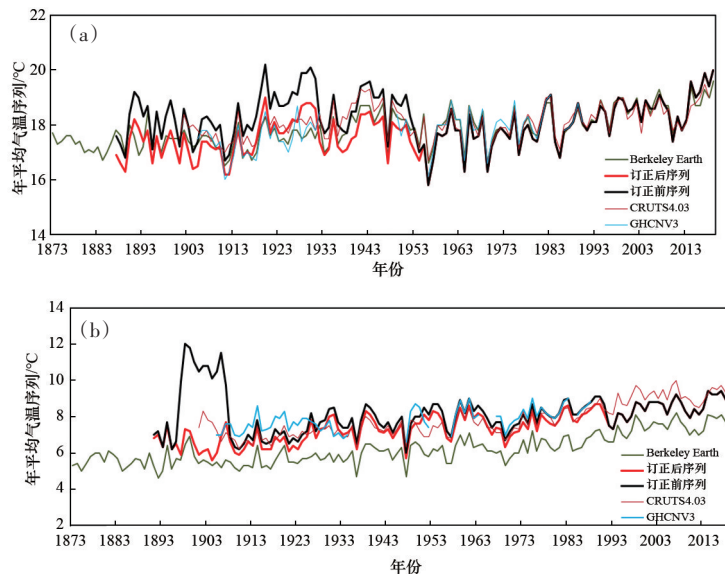 (a)
22
20
18
16
14
年平均气温序列/°C
Berkeley Earth
订正后序列
订正前序列
CRUTS4.03
GHCNV3
1873 1883 1893 1903 1913 1923 1933 1943 1953 1963 1973 1983 1993 2003 2013
年份
(b)
14
12
10
8
6
4
2
年平均气温序列/°C
Berkeley Earth
订正后序列
订正前序列
CRUTS4.03
GHCNV3
1873 1883 1893 1903 1913 1923 1933 1943 1953 1963 1973 1983 1993 2003 2013
年份